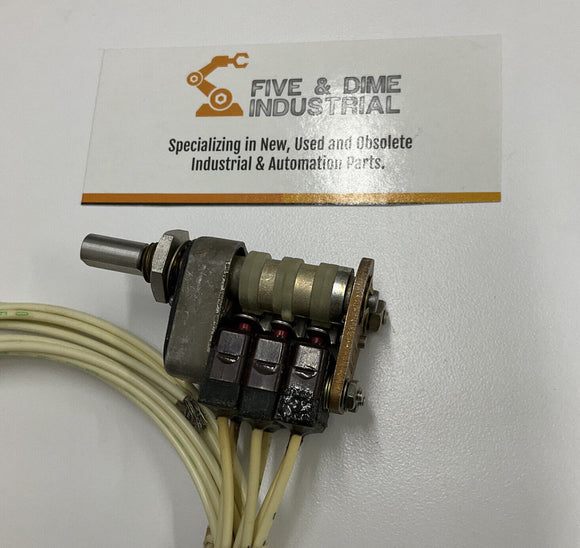 FIVE & DIME
INDUSTRIAL
Specializing in New, Used and Obsolete
Industrial & Automation Parts.